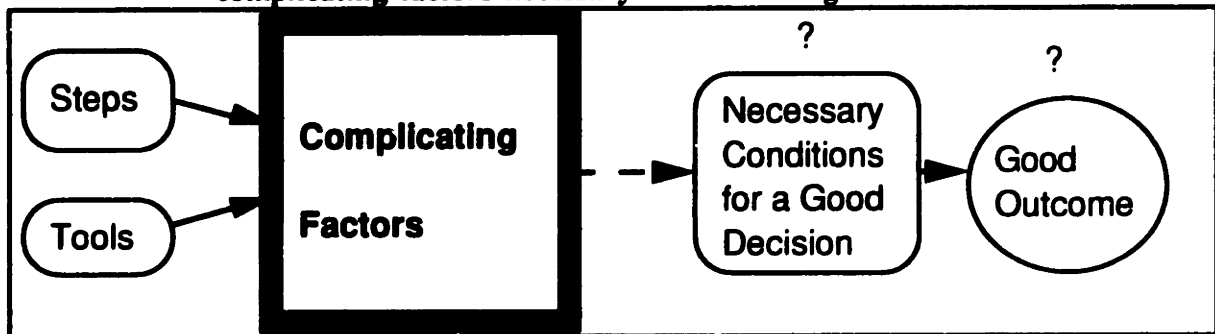 Steps
Tools
Complicating
Factors
?
Necessary
Conditions
for a Good
Decision
?
Good
Outcome